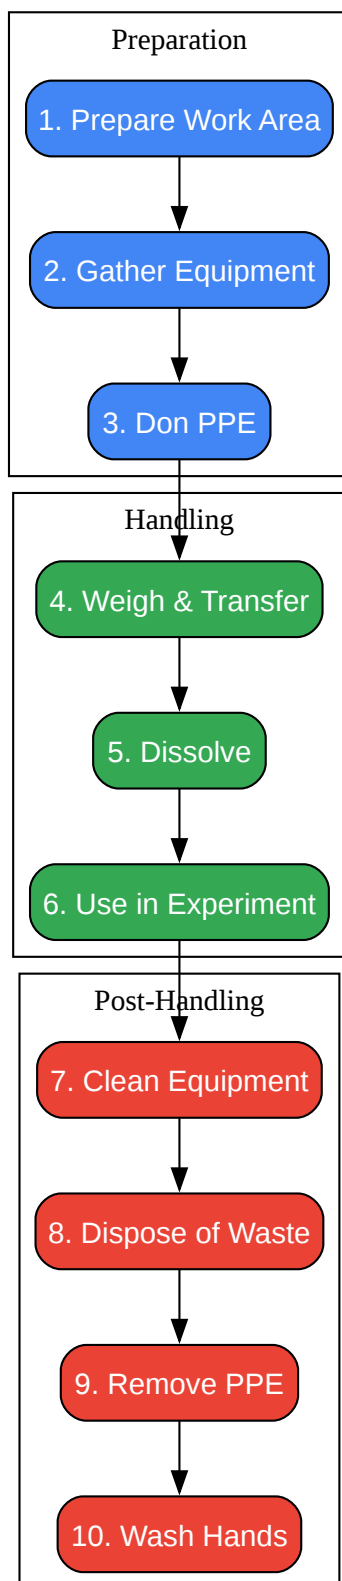 Preparation
1. Prepare Work Area
2. Gather Equipment
3. Don PPE
Handling
4. Weigh & Transfer
5. Dissolve
6. Use in Experiment
Post-Handling
7. Clean Equipment
8. Dispose of Waste
9. Remove PPE
10. Wash Hands